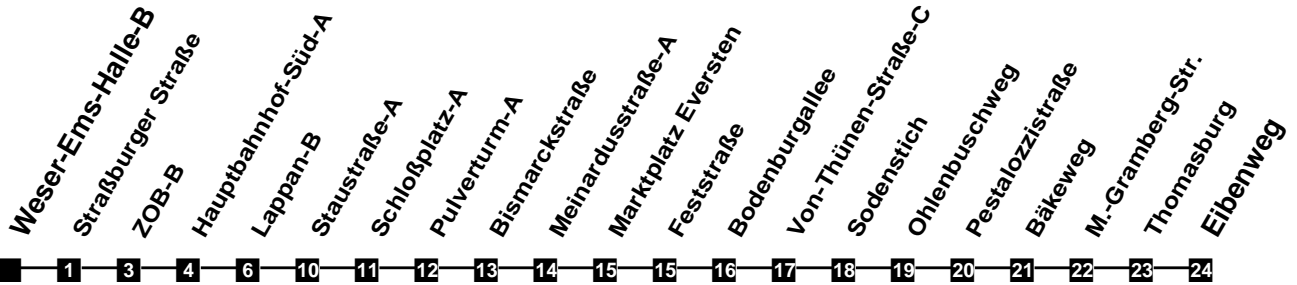 Weser-Ems-Halle-B
Straßburger Straße
ZOB-B
Hauptbahnhof-Süd-A
Lappan-B
Staustraße-A
Schloßplatz-A
Pulverturm-A
Bismarckstraße
Meinardusstraße-A
Marktplatz Eversten
Feststraße
Bodenburgallee
Von-Thünen-Straße-C
Sodenstich
Ohlenbuschweg
Pestalozzistraße
Bäkeweg
M.-Gramberg-Str.
Thomasburg
Eibenweg
1 3 4 6 10 11 12 13 14 15 15 16 17 18 19 20 21 22 23 24